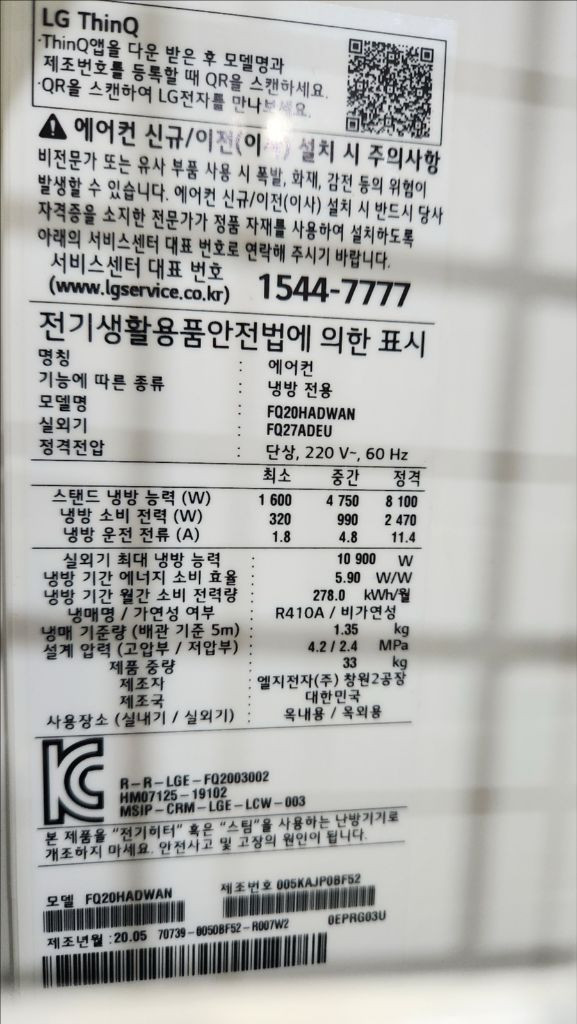 LG ThinQ
·ThinQ앱을 다운 받은 후 모델명과
제조번호를 등록할 때 QR을 스캔하세요.
·QR을 스캔하여 LG전자를 만나보세요.
에어컨 신규/이전(이사) 설치 시 주의사항
비전문가 또는 유사 부품 사용 시 폭발, 화재, 감전 등의 위험이
발생할 수 있습니다. 에어컨 신규/이전(이사) 설치 시 반드시 당사
자격증을 소지한 전문가가 정품 자재를 사용하여 설치하도록
아래의 서비스센터 대표 번호로 연락해 주시기 바랍니다.
서비스센터 대표 번호
(www.lgservice.co.kr) 1544-7777
전기생활용품안전법에 의한 표시
명칭 : 에어컨
기능에 따른 종류 : 냉방 전용
모델명 : FQ20HADWAN
실외기 : FQ27ADEU
정격전압 : 단상, 220 V~, 60 Hz
최소 중간 정격
스탠드 냉방 능력 (W) 1 600 4 750 8 100
냉방 소비 전력 (W) 320 990 2 470
냉방 운전 전류 (A) 1.8 4.8 11.4
실외기 최대 냉방 능력 : 10 900 W
냉방 기간 에너지 소비 효율 : 5.90 W/W
냉방 기간 월간 소비 전력량 : 278.0 kWh/월
냉매명 / 가연성 여부 : R410A / 비가연성
냉매 기준량 (배관 기준 5m) : 1.35 kg
설계 압력 (고압부 / 저압부) : 4.2 / 2.4 MPa
제품 중량 : 33 kg
제조자 : 엘지전자(주) 창원2공장
제조국 : 대한민국
사용장소 (실내기 / 실외기) : 옥내용 / 옥외용
R-R-LGE-FQ2003002
HM07125-19102
MSIP-CRM-LGE-LCW-003
본 제품을 "전기히터" 혹은 "스팀"을 사용하는 난방기기로
개조하지 마세요. 안전사고 및 고장의 원인이 됩니다.
모델 FQ20HADWAN 제조번호 005KAJP0BF52
제조년월 : 20.05 70739-0050BF52-R007W2 0EPRG03U